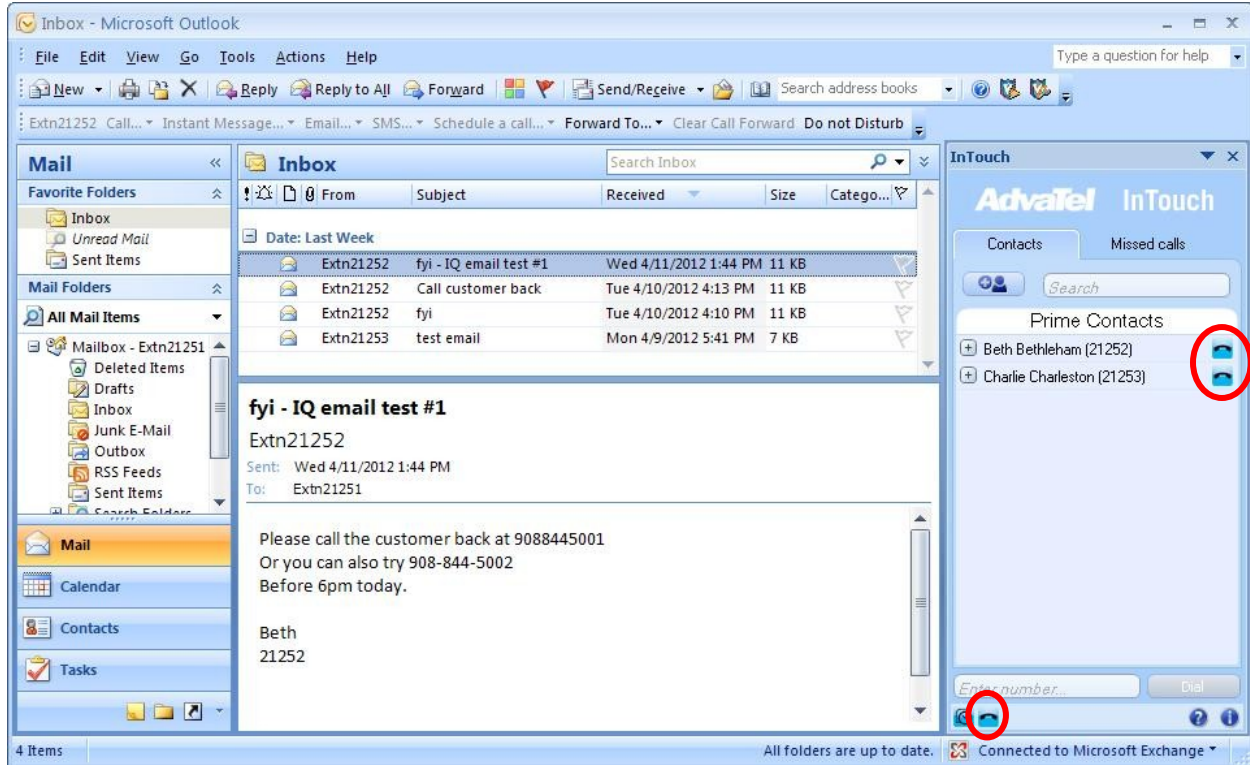 Inbox - Microsoft Outlook
File Edit View Go Tools Actions Help Type a question for help
New Reply Reply to All Forward Send/Receive Search address books
Extn21252 Call... Instant Message... Email... SMS... Schedule a call... Forward To... Clear Call Forward Do not Disturb
Mail
Favorite Folders
Inbox
Unread Mail
Sent Items
Mail Folders
All Mail Items
Mailbox - Extn21251
Deleted Items
Drafts
Inbox
Junk E-Mail
Outbox
RSS Feeds
Sent Items
Search Folders
Mail
Calendar
Contacts
Tasks
Inbox Search Inbox
From Subject Received Size Catego...
Date: Last Week
Extn21252 fyi - IQ email test #1 Wed 4/11/2012 1:44 PM 11 KB
Extn21252 Call customer back Tue 4/10/2012 4:13 PM 11 KB
Extn21252 fyi Tue 4/10/2012 4:10 PM 11 KB
Extn21253 test email Mon 4/9/2012 5:41 PM 7 KB
fyi - IQ email test #1
Extn21252
Sent: Wed 4/11/2012 1:44 PM
To: Extn21251
Please call the customer back at 9088445001
Or you can also try 908-844-5002
Before 6pm today.
Beth
21252
InTouch
AdvaTel InTouch
Contacts Missed calls
Search
Prime Contacts
Beth Bethleham (21252)
Charlie Charleston (21253)
Enter number... Dial
4 Items All folders are up to date. Connected to Microsoft Exchange